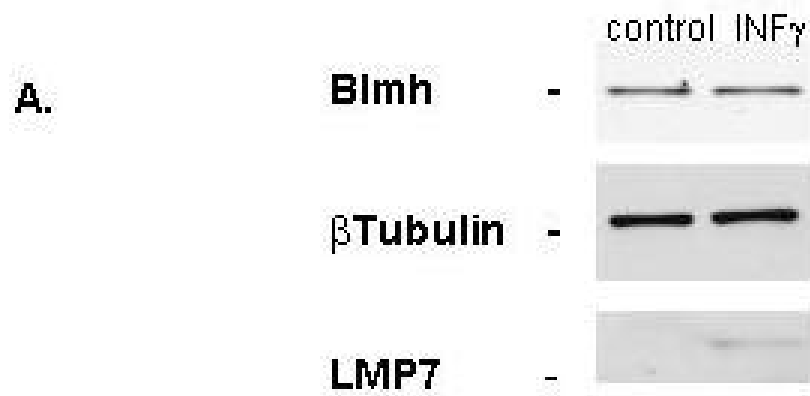 control INFγ
A. Blmh -
βTubulin -
LMP7 -